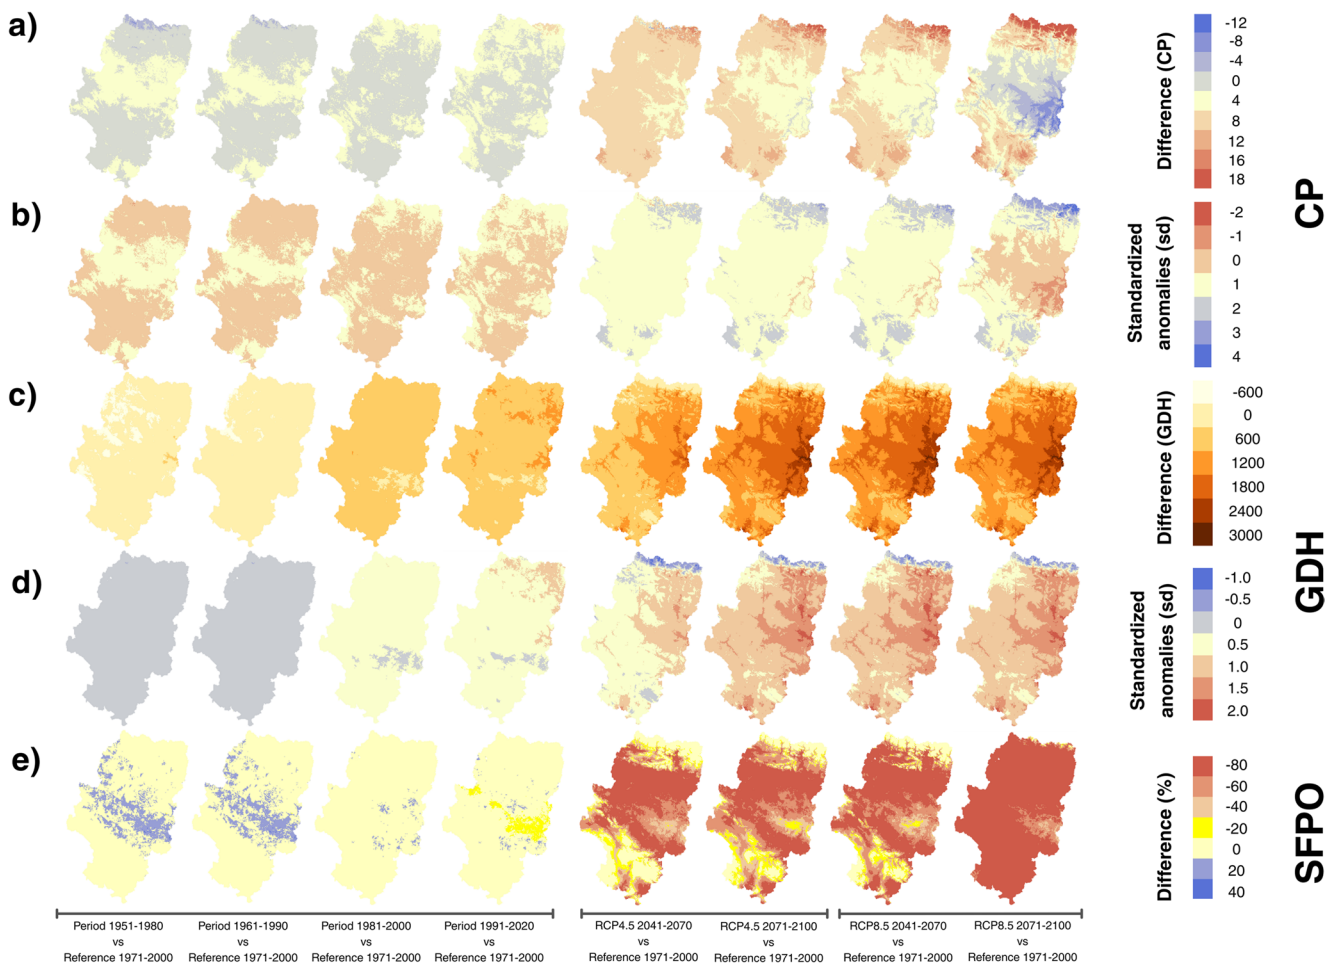 a)
Difference (CP)
-12
-8
-4
0
4
8
12
16
18
CP
b)
Standardized
anomalies (sd)
-2
-1
0
1
2
3
4
c)
Difference (GDH)
-600
0
600
1200
1800
2400
3000
GDH
d)
Standardized
anomalies (sd)
-1.0
-0.5
0
0.5
1.0
1.5
2.0
e)
Difference (%)
-80
-60
-40
-20
0
20
40
SFPO
Period 1951-1980
vs
Reference 1971-2000
Period 1961-1990
vs
Reference 1971-2000
Period 1981-2000
vs
Reference 1971-2000
Period 1991-2020
vs
Reference 1971-2000
RCP4.5 2041-2070
vs
RCP4.5 2071-2100
vs
RCP8.5 2041-2070
vs
RCP8.5 2071-2100
vs
Reference 1971-2000
Reference 1971-2000
Reference 1971-2000
Reference 1971-2000